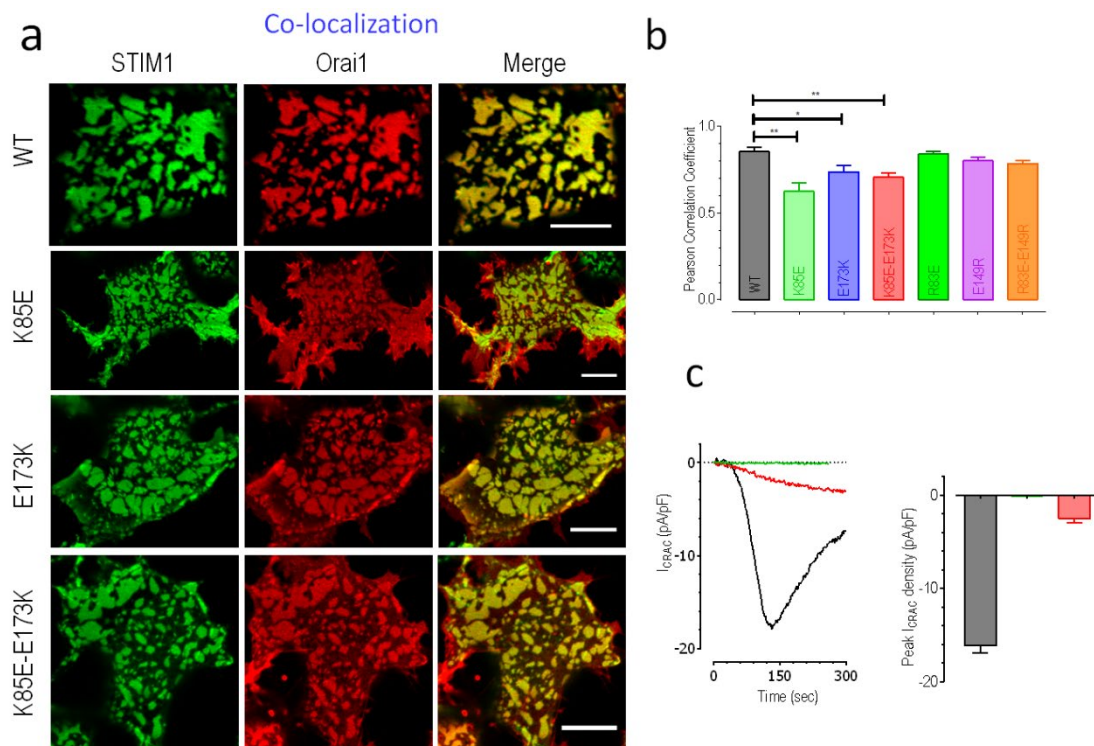 a
Co-localization
STIM1 Orai1 Merge
WT
K85E
E173K
K85E-E173K
b
**
*
**
Pearson Correlation Coefficient
1.0
0.5
0.0
WT
K85E
E173K
K85E-E173K
R83E
E149R
R83E-E149R
c
I_CRAC (pA/pF)
0
-10
-20
0 150 300
Time (sec)
Peak I_CRAC density (pA/pF)
0
-10
-20